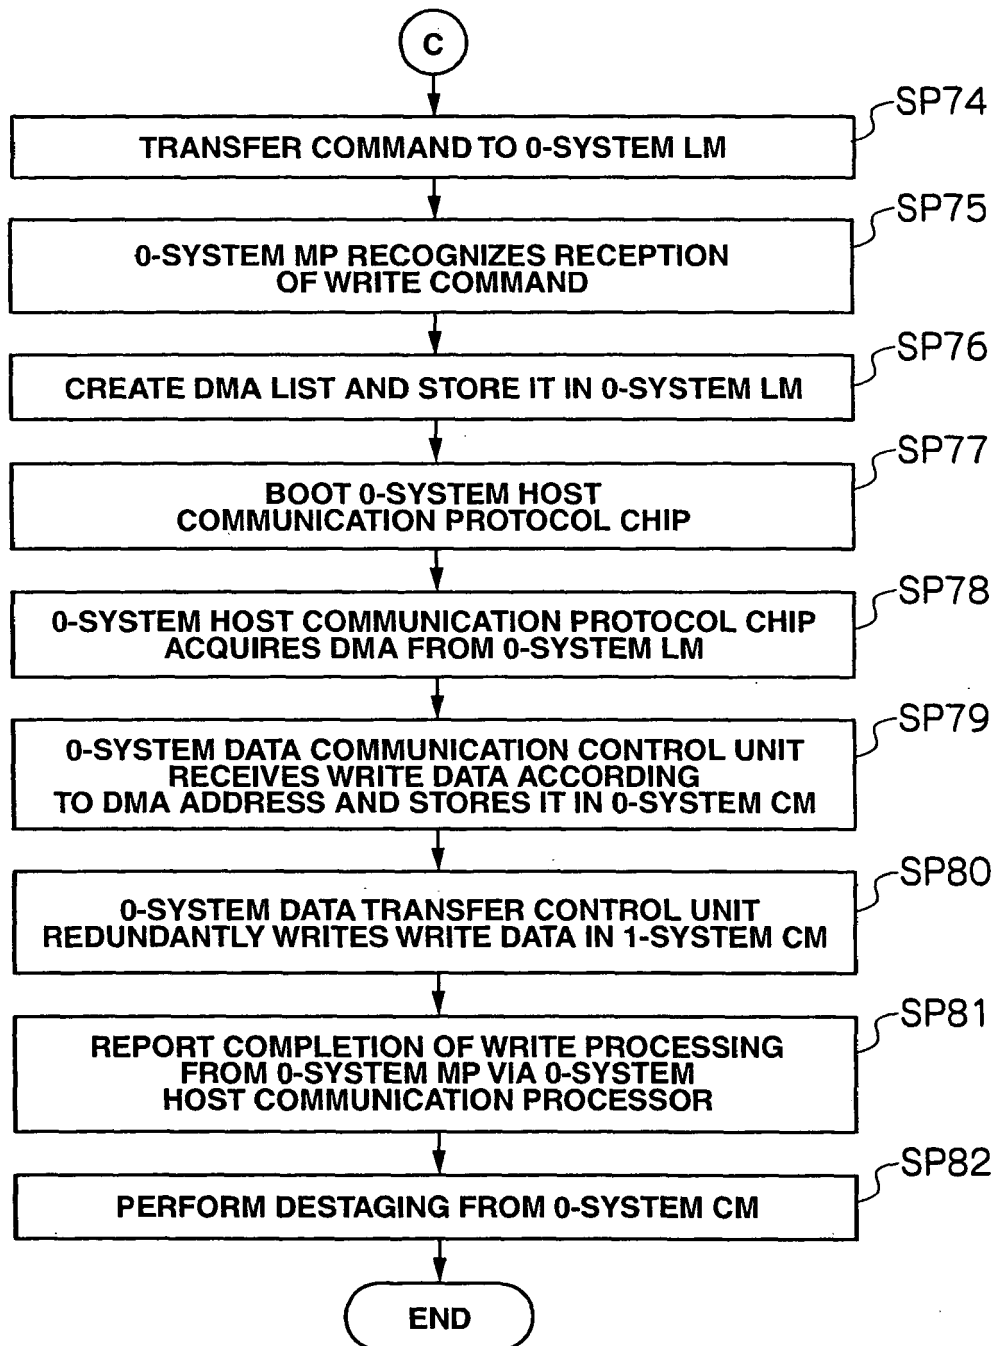 C
SP74
TRANSFER COMMAND TO 0-SYSTEM LM
SP75
0-SYSTEM MP RECOGNIZES RECEPTION
OF WRITE COMMAND
SP76
CREATE DMA LIST AND STORE IT IN 0-SYSTEM LM
SP77
BOOT 0-SYSTEM HOST
COMMUNICATION PROTOCOL CHIP
SP78
0-SYSTEM HOST COMMUNICATION PROTOCOL CHIP
ACQUIRES DMA FROM 0-SYSTEM LM
SP79
0-SYSTEM DATA COMMUNICATION CONTROL UNIT
RECEIVES WRITE DATA ACCORDING
TO DMA ADDRESS AND STORES IT IN 0-SYSTEM CM
SP80
0-SYSTEM DATA TRANSFER CONTROL UNIT
REDUNDANTLY WRITES WRITE DATA IN 1-SYSTEM CM
SP81
REPORT COMPLETION OF WRITE PROCESSING
FROM 0-SYSTEM MP VIA 0-SYSTEM
HOST COMMUNICATION PROCESSOR
SP82
PERFORM DESTAGING FROM 0-SYSTEM CM
END